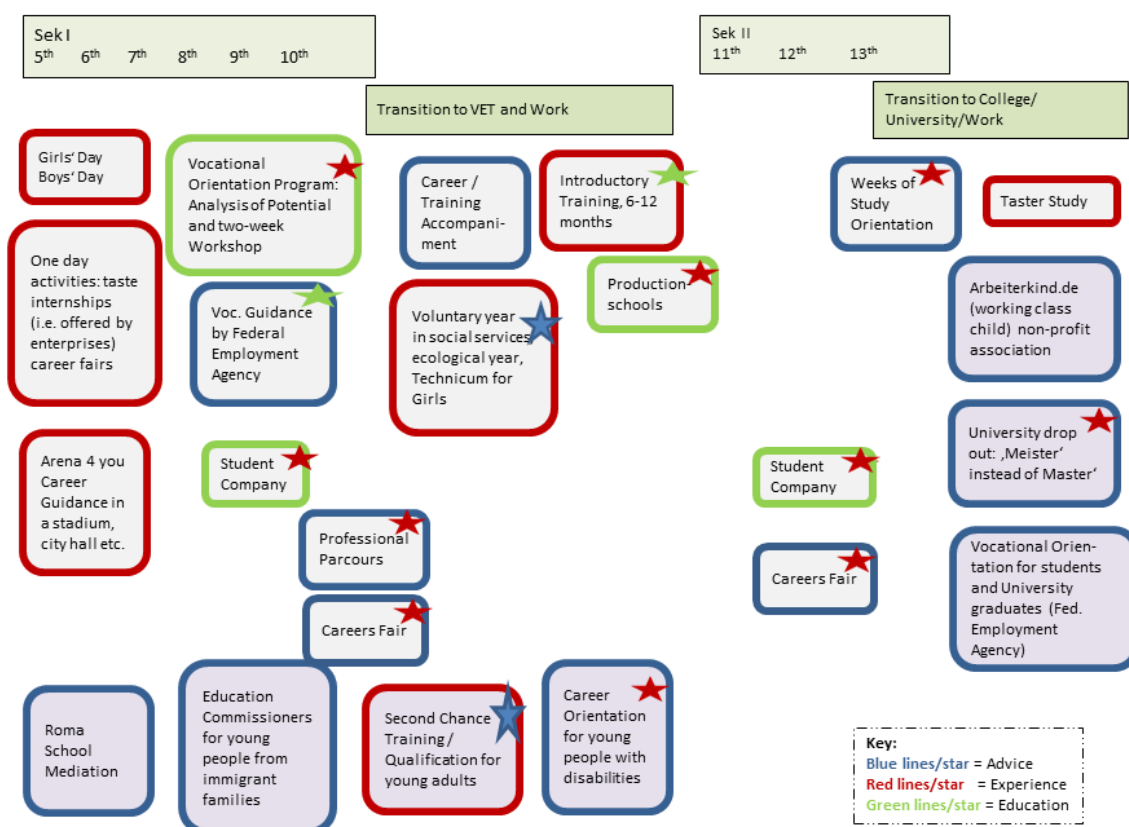 Sek I
5th 6th 7th 8th 9th 10th
Sek II
11th 12th 13th
Transition to VET and Work
Transition to College/
University/Work
Girls‘ Day
Boys‘ Day
One day
activities: taste
internships
(i.e. offered by
enterprises)
career fairs
Arena 4 you
Career
Guidance in
a stadium,
city hall etc.
Roma
School
Mediation
Vocational
Orientation Program:
Analysis of Potential
and two-week
Workshop
Voc. Guidance
by Federal
Employment
Agency
Student
Company
Professional
Parcours
Careers Fair
Education
Commissioners
for young
people from
immigrant
families
Career /
Training
Accompani-
ment
Introductory
Training, 6-12
months
Production-
schools
Voluntary year
in social services,
ecological year,
Technicum for
Girls
Second Chance
Training /
Qualification for
young adults
Career
Orientation
for young
people with
disabilities
Weeks of
Study
Orientation
Taster Study
Arbeiterkind.de
(working class
child) non-profit
association
University drop
out: ‚Meister‘
instead of Master‘
Student
Company
Careers Fair
Vocational Orien-
tation for students
and University
graduates (Fed.
Employment
Agency)
Key:
Blue lines/star = Advice
Red lines/star = Experience
Green lines/star = Education